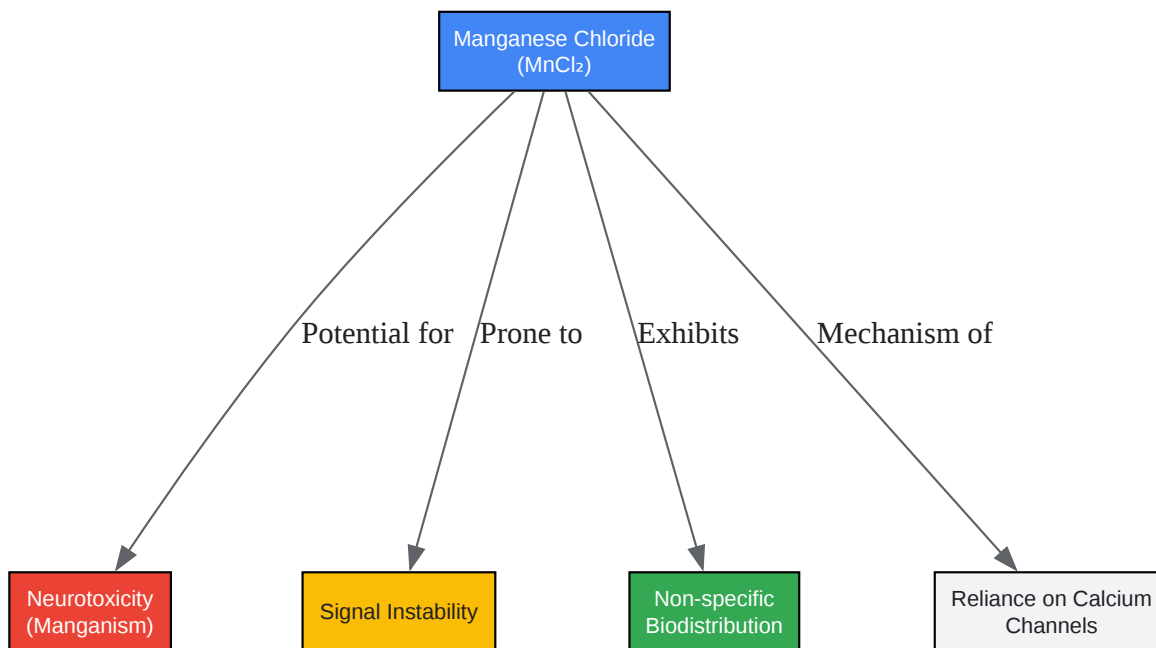 Manganese Chloride
(MnCl₂)
Potential for
Prone to
Exhibits
Mechanism of
Neurotoxicity
(Manganism)
Signal Instability
Non-specific
Biodistribution
Reliance on Calcium
Channels